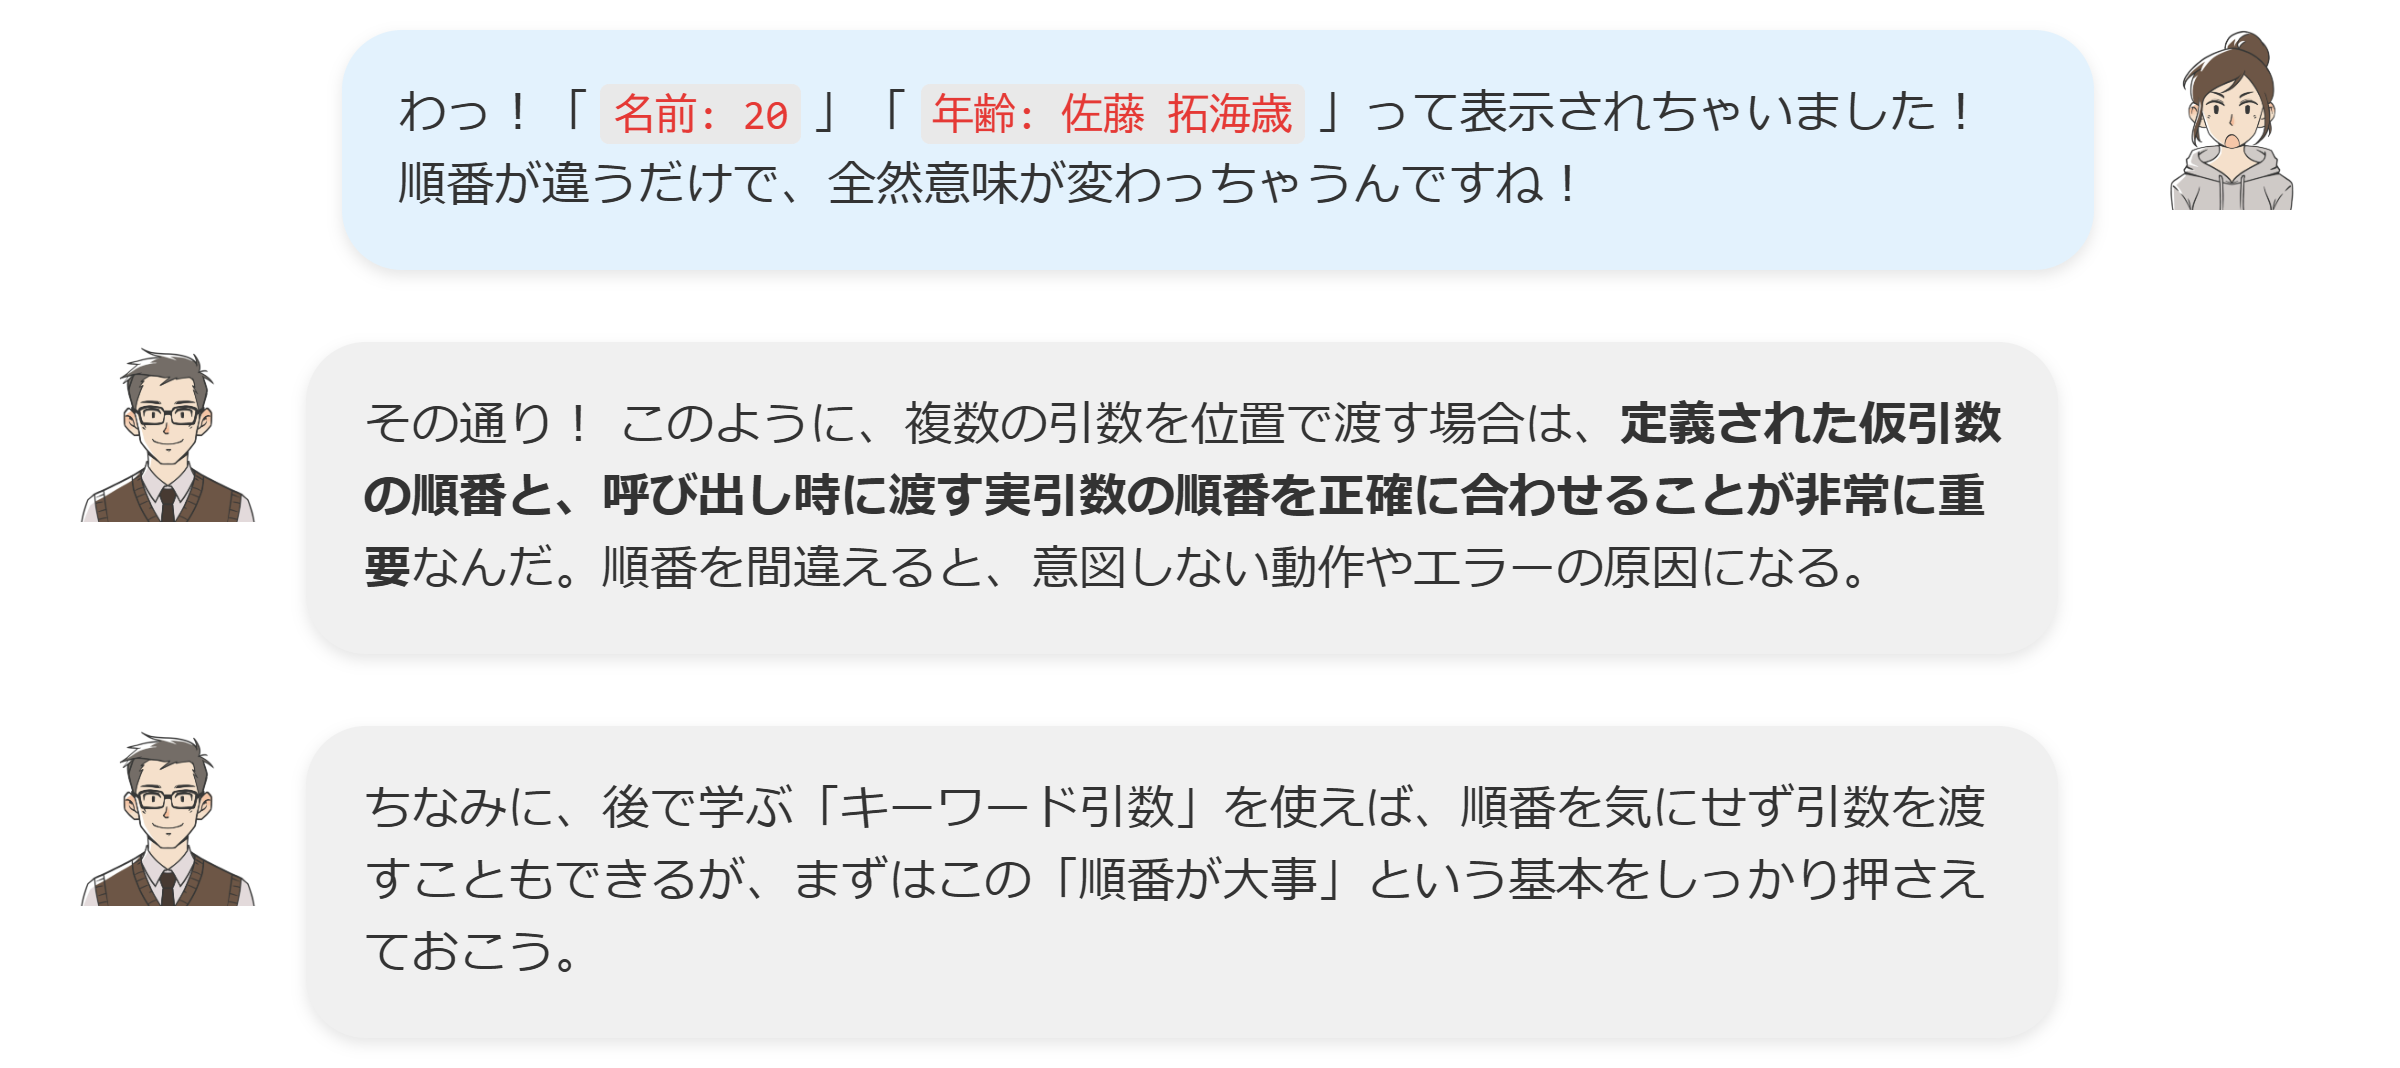 わっ！「 名前: 20 」「 年齢: 佐藤 拓海歳 」って表示されちゃいました！
順番が違うだけで、全然意味が変わっちゃうんですね！
その通り！ このように、複数の引数を位置で渡す場合は、定義された仮引数
の順番と、呼び出し時に渡す実引数の順番を正確に合わせることが非常に重
要なんだ。順番を間違えると、意図しない動作やエラーの原因になる。
ちなみに、後で学ぶ「キーワード引数」を使えば、順番を気にせず引数を渡
すこともできるが、まずはこの「順番が大事」という基本をしっかり押さえ
ておこう。